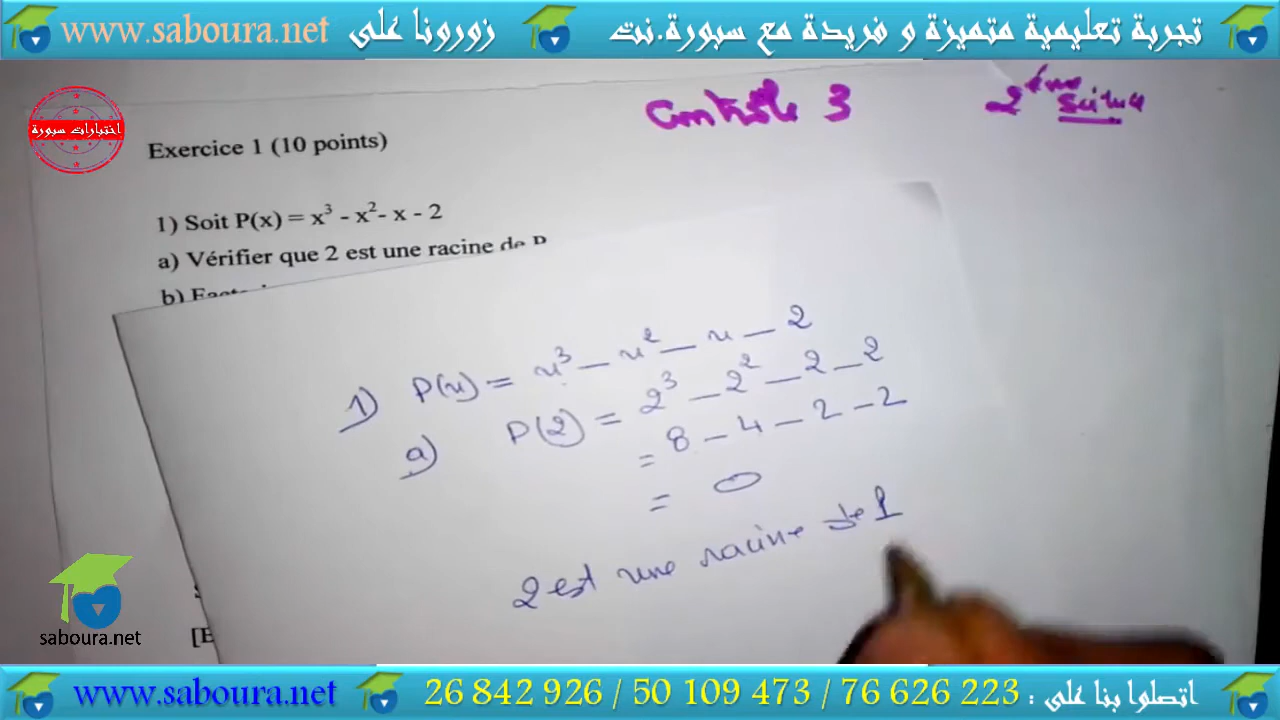 www.saboura.net زورونا على تجربة تعليمية متميزة و فريدة مع سبورة.نت
Contrôle 3
2ème Science
اختبارات سبورة
Exercice 1 (10 points)
1) Soit P(x) = x³ - x² - x - 2
a) Vérifier que 2 est une racine de P
b)
1) P(x) = x³ - x² - x - 2
a) P(2) = 2³ - 2² - 2 - 2
= 8 - 4 - 2 - 2
= 0
2 est une racine de P
saboura.net
[E
www.saboura.net 26 842 926 / 50 109 473 / 76 626 223 : اتصلوا بنا على